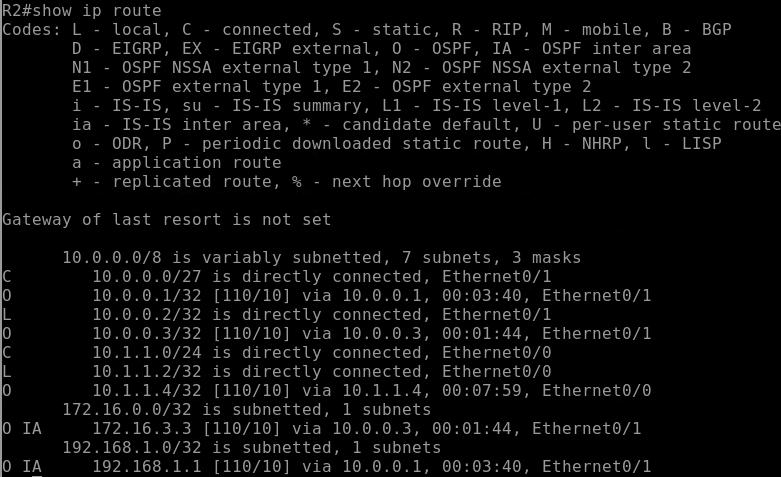 R2#show ip route
Codes: L - local, C - connected, S - static, R - RIP, M - mobile, B - BGP
       D - EIGRP, EX - EIGRP external, O - OSPF, IA - OSPF inter area
       N1 - OSPF NSSA external type 1, N2 - OSPF NSSA external type 2
       E1 - OSPF external type 1, E2 - OSPF external type 2
       i - IS-IS, su - IS-IS summary, L1 - IS-IS level-1, L2 - IS-IS level-2
       ia - IS-IS inter area, * - candidate default, U - per-user static route
       o - ODR, P - periodic downloaded static route, H - NHRP, l - LISP
       a - application route
       + - replicated route, % - next hop override

Gateway of last resort is not set

      10.0.0.0/8 is variably subnetted, 7 subnets, 3 masks
C        10.0.0.0/27 is directly connected, Ethernet0/1
O        10.0.0.1/32 [110/10] via 10.0.0.1, 00:03:40, Ethernet0/1
L        10.0.0.2/32 is directly connected, Ethernet0/1
O        10.0.0.3/32 [110/10] via 10.0.0.3, 00:01:44, Ethernet0/1
C        10.1.1.0/24 is directly connected, Ethernet0/0
L        10.1.1.2/32 is directly connected, Ethernet0/0
O        10.1.1.4/32 [110/10] via 10.1.1.4, 00:07:59, Ethernet0/0
      172.16.0.0/32 is subnetted, 1 subnets
O IA     172.16.3.3 [110/10] via 10.0.0.3, 00:01:44, Ethernet0/1
      192.168.1.0/32 is subnetted, 1 subnets
O IA     192.168.1.1 [110/10] via 10.0.0.1, 00:03:40, Ethernet0/1